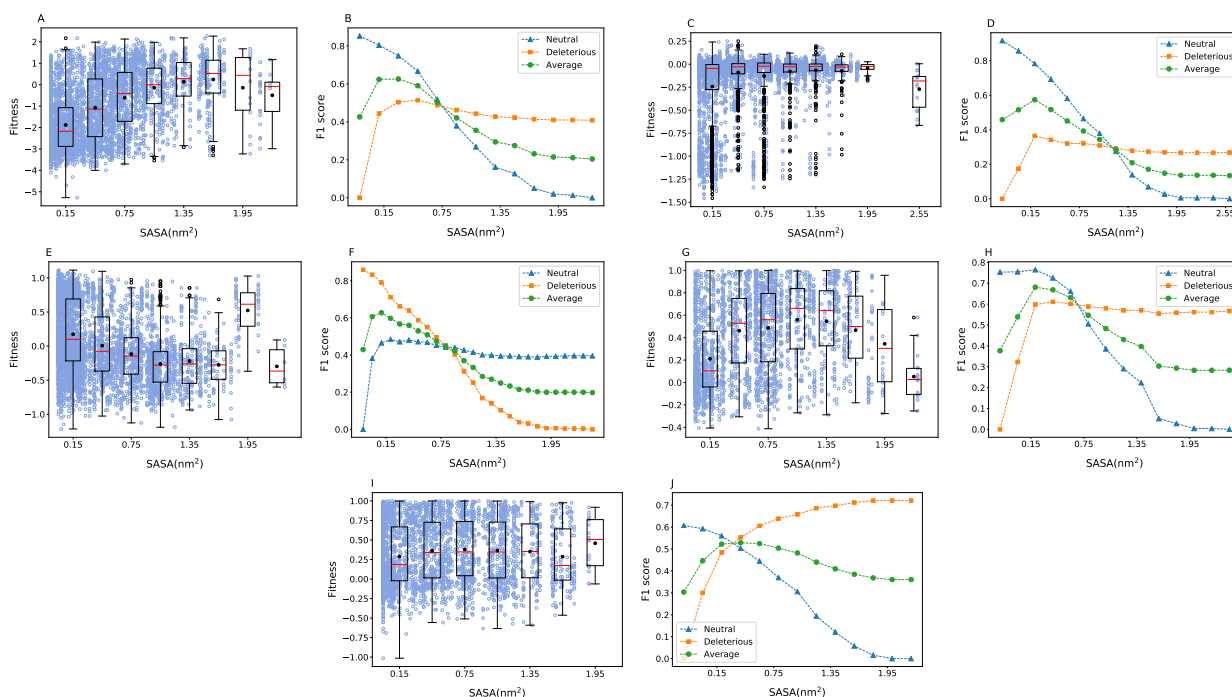 A
Fitness
2
1
0
−1
−2
−3
−4
−5
0.15 0.75 1.35 1.95
SASA(nm2)
B
F1 score
0.8
0.6
0.4
0.2
0.0
Neutral
Deleterious
Average
0.15 0.75 1.35 1.95
SASA(nm2)
C
Fitness
0.25
0.00
−0.25
−0.50
−0.75
−1.00
−1.25
−1.50
0.15 0.75 1.35 1.95 2.55
SASA(nm2)
D
F1 score
0.8
0.6
0.4
0.2
0.0
Neutral
Deleterious
Average
0.15 0.75 1.35 1.95 2.55
SASA(nm2)
E
Fitness
1.0
0.5
0.0
−0.5
−1.0
0.15 0.75 1.35 1.95
SASA(nm2)
F
F1 score
0.8
0.6
0.4
0.2
0.0
Neutral
Deleterious
Average
0.15 0.75 1.35 1.95
SASA(nm2)
G
Fitness
1.0
0.8
0.6
0.4
0.2
0.0
−0.2
−0.4
0.15 0.75 1.35 1.95
SASA(nm2)
H
F1 score
0.8
0.7
0.6
0.5
0.4
0.3
0.2
0.1
0.0
Neutral
Deleterious
Average
0.15 0.75 1.35 1.95
SASA(nm2)
I
Fitness
1.00
0.75
0.50
0.25
0.00
−0.25
−0.50
−0.75
−1.00
0.15 0.75 1.35 1.95
SASA(nm2)
J
F1 score
0.7
0.6
0.5
0.4
0.3
0.2
0.1
0.0
Neutral
Deleterious
Average
0.15 0.75 1.35 1.95
SASA(nm2)